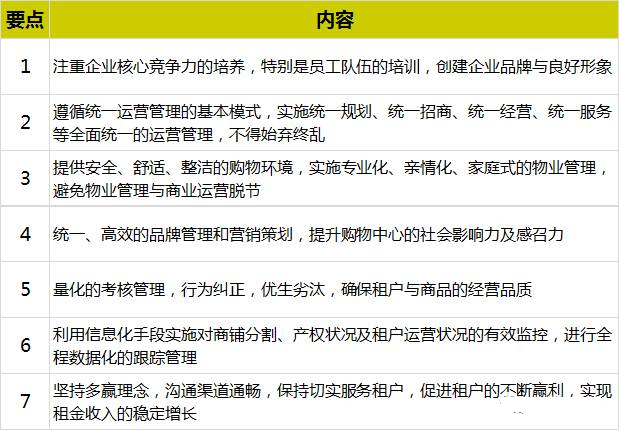 要点 内容
1 注重企业核心竞争力的培养，特别是员工队伍的培训，创建企业品牌与良好形象
2 遵循统一运营管理的基本模式，实施统一规划、统一招商、统一经营、统一服务
等全面统一的运营管理，不得始弃终乱
3 提供安全、舒适、整洁的购物环境，实施专业化、亲情化、家庭式的物业管理，
避免物业管理与商业运营脱节
4 统一、高效的品牌管理和营销策划，提升购物中心的社会影响力及感召力
5 量化的考核管理，行为纠正，优生劣汰，确保租户与商品的经营品质
6 利用信息化手段实施对商铺分割、产权状况及租户运营状况的有效监控，进行全
程数据化的跟踪管理
7 坚持多赢理念，沟通渠道通畅，保持切实服务租户，促进租户的不断赢利，实现
租金收入的稳定增长